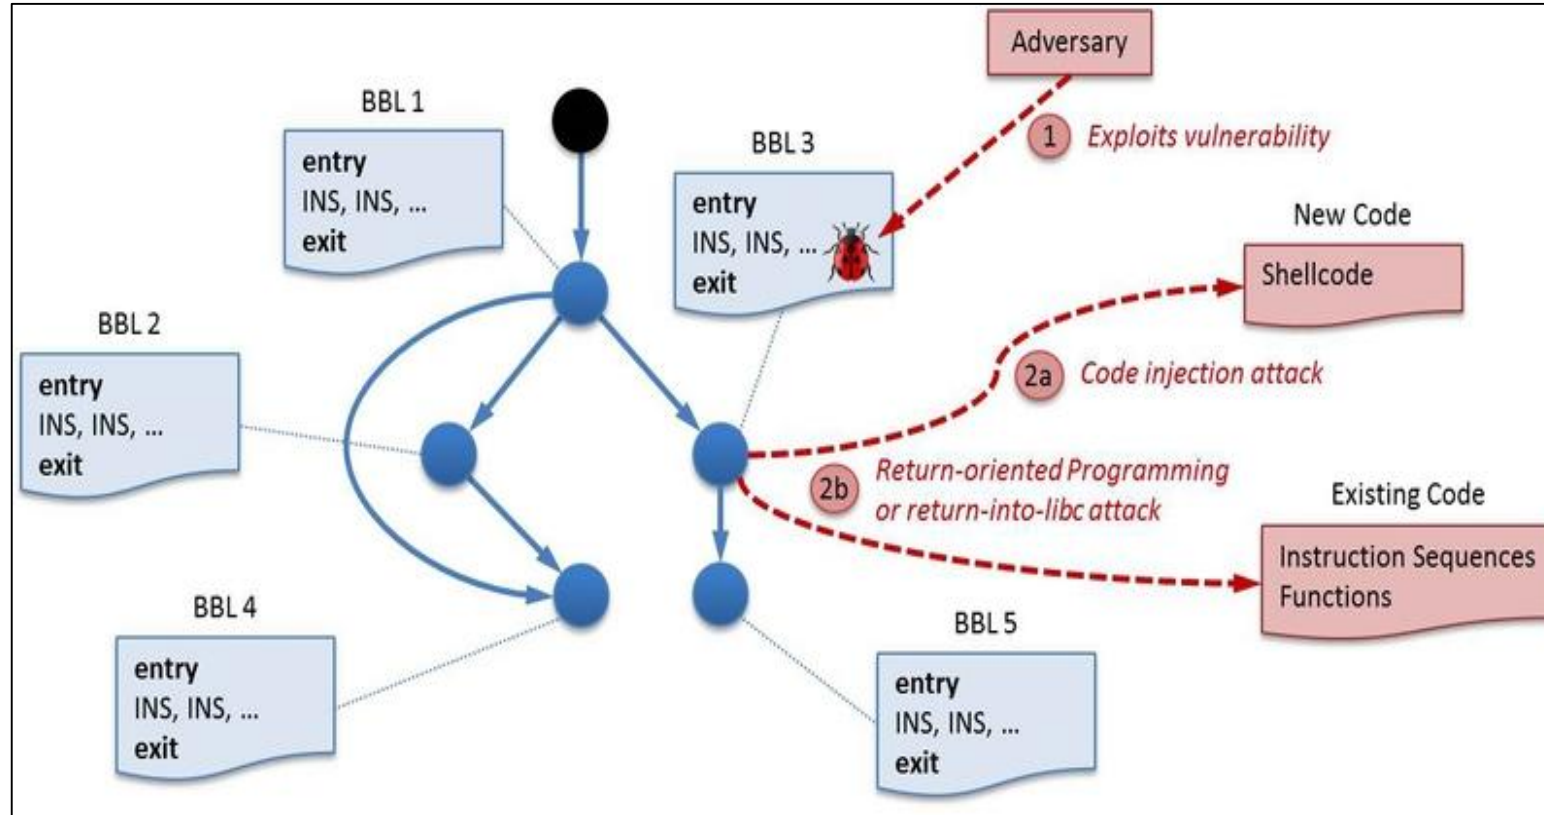 Adversary
1 Exploits vulnerability
BBL 1
entry
INS, INS, ...
exit
BBL 3
entry
INS, INS, ...
exit
New Code
Shellcode
BBL 2
entry
INS, INS, ...
exit
2a Code injection attack
2b Return-oriented Programming
or return-into-libc attack
Existing Code
Instruction Sequences
Functions
BBL 4
entry
INS, INS, ...
exit
BBL 5
entry
INS, INS, ...
exit